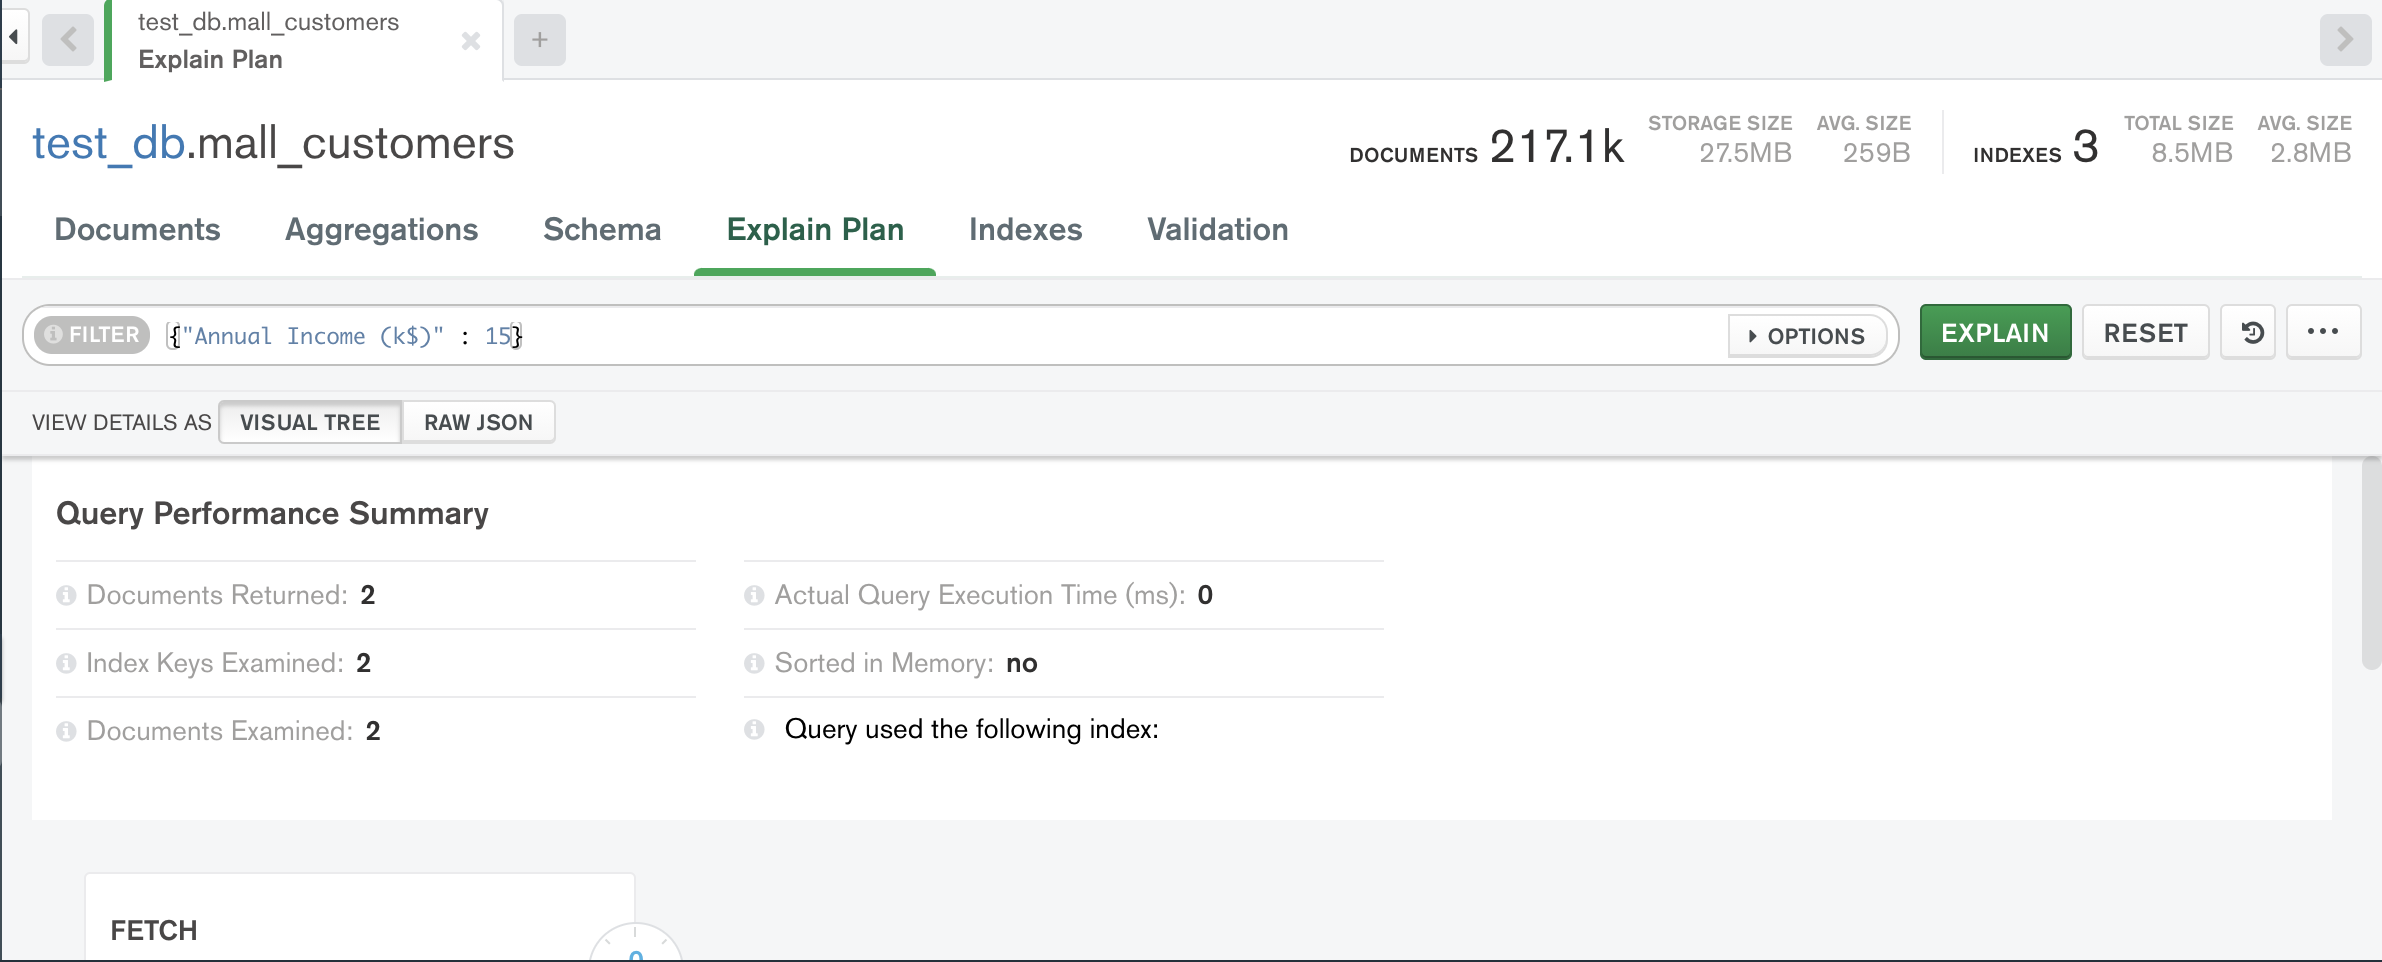 test_db.mall_customers
Explain Plan
+
test_db.mall_customers
DOCUMENTS 217.1k STORAGE SIZE 27.5MB AVG. SIZE 259B INDEXES 3 TOTAL SIZE 8.5MB AVG. SIZE 2.8MB
Documents Aggregations Schema Explain Plan Indexes Validation
FILTER {"Annual Income (k$)" : 15} OPTIONS EXPLAIN RESET ...
VIEW DETAILS AS VISUAL TREE RAW JSON
Query Performance Summary
Documents Returned: 2
Index Keys Examined: 2
Documents Examined: 2
Actual Query Execution Time (ms): 0
Sorted in Memory: no
Query used the following index:
FETCH
0